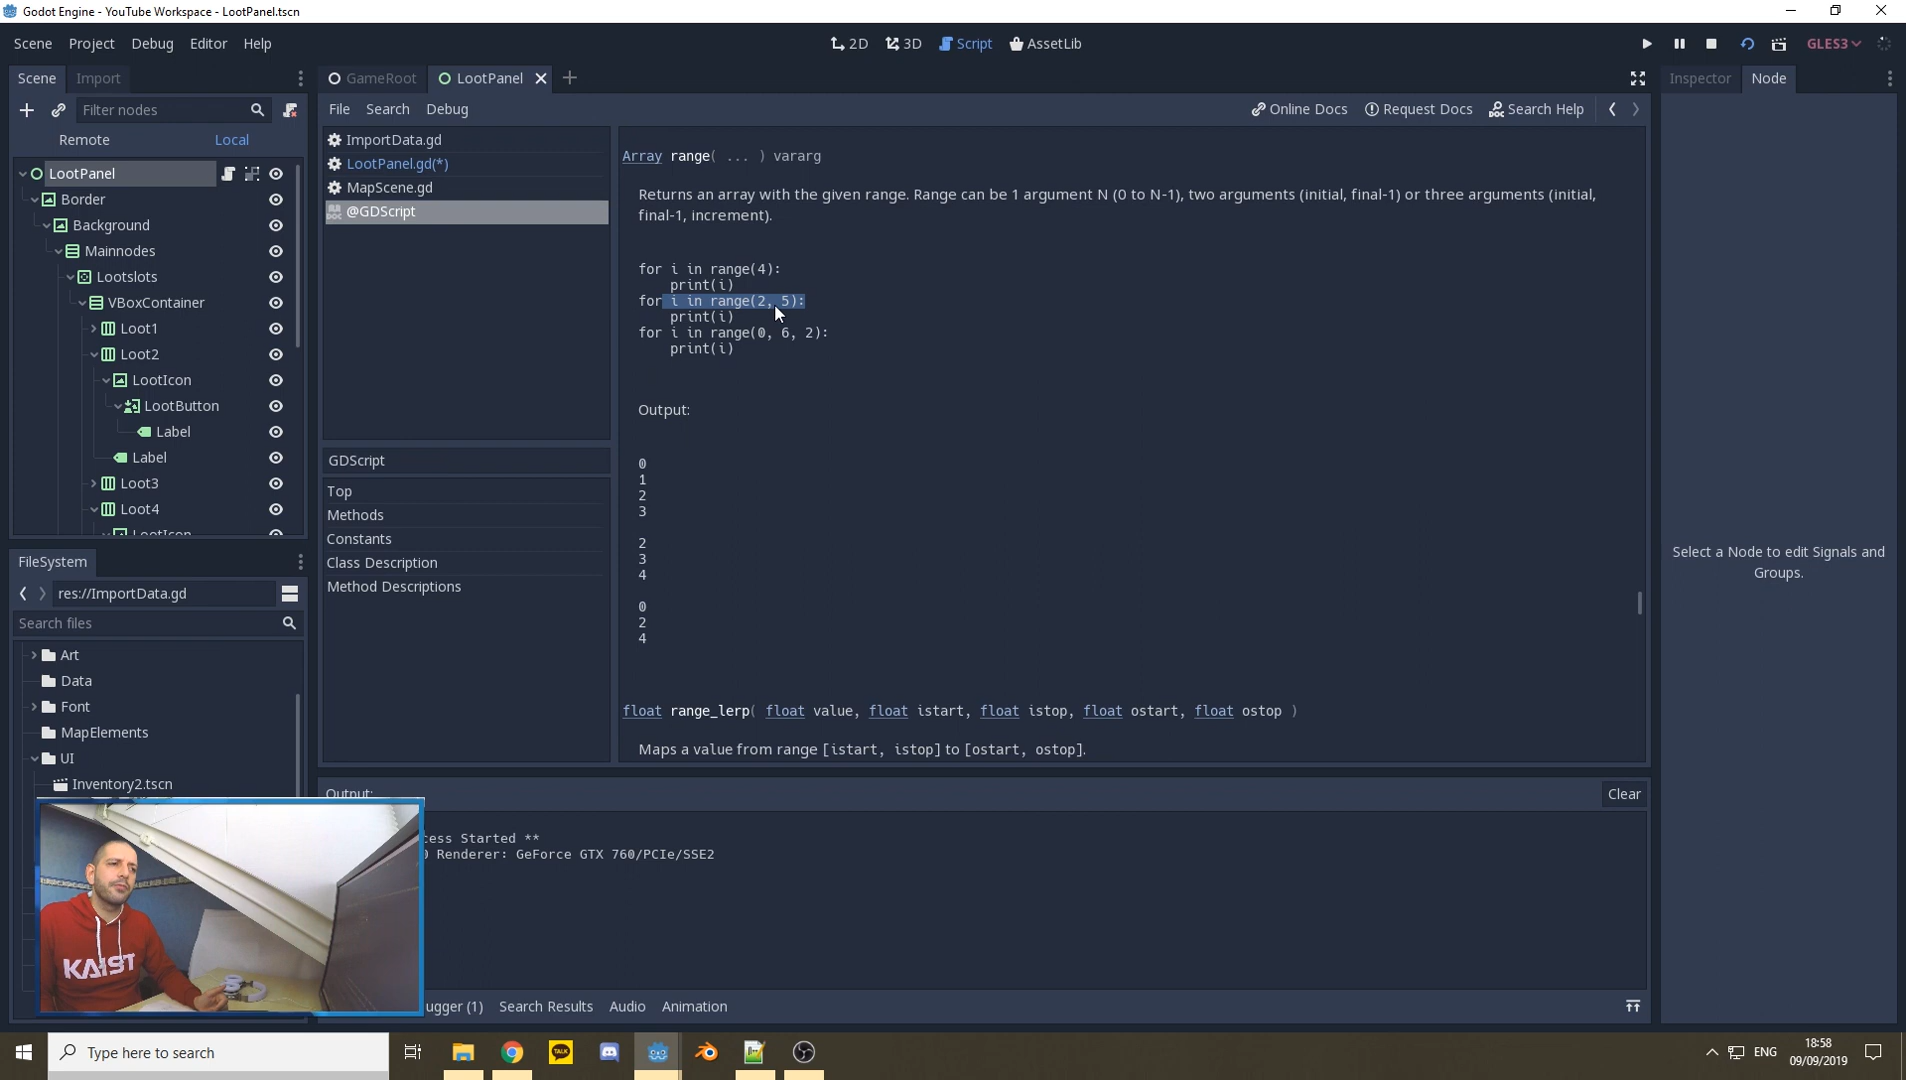 Godot Engine - YouTube Workspace - LootPanel.tscn
Scene Project Debug Editor Help
2D 3D Script AssetLib
GLES3
Scene Import
GameRoot LootPanel
Inspector Node
Filter nodes
File Search Debug
Online Docs Request Docs Search Help
Remote Local
LootPanel
Border
Background
Mainnodes
Lootslots
VBoxContainer
Loot1
Loot2
LootIcon
LootButton
Label
Label
Loot3
Loot4
LootIcon
ImportData.gd
LootPanel.gd(*)
MapScene.gd
@GDScript
GDScript
Top
Methods
Constants
Class Description
Method Descriptions
Array range( ... ) vararg
Returns an array with the given range. Range can be 1 argument N (0 to N-1), two arguments (initial, final-1) or three arguments (initial,
final-1, increment).
for i in range(4):
print(i)
for i in range(2, 5):
print(i)
for i in range(0, 6, 2):
print(i)
Output:
0
1
2
3
2
3
4
0
2
4
float range_lerp( float value, float istart, float istop, float ostart, float ostop )
Maps a value from range [istart, istop] to [ostart, ostop].
Select a Node to edit Signals and
Groups.
FileSystem
res://ImportData.gd
Search files
Art
Data
Font
MapElements
UI
Inventory2.tscn
Output:
Clear
cess Started **
0 Renderer: GeForce GTX 760/PCIe/SSE2
KAIST
ugger (1) Search Results Audio Animation
Type here to search
TALK
ENG
18:58
09/09/2019